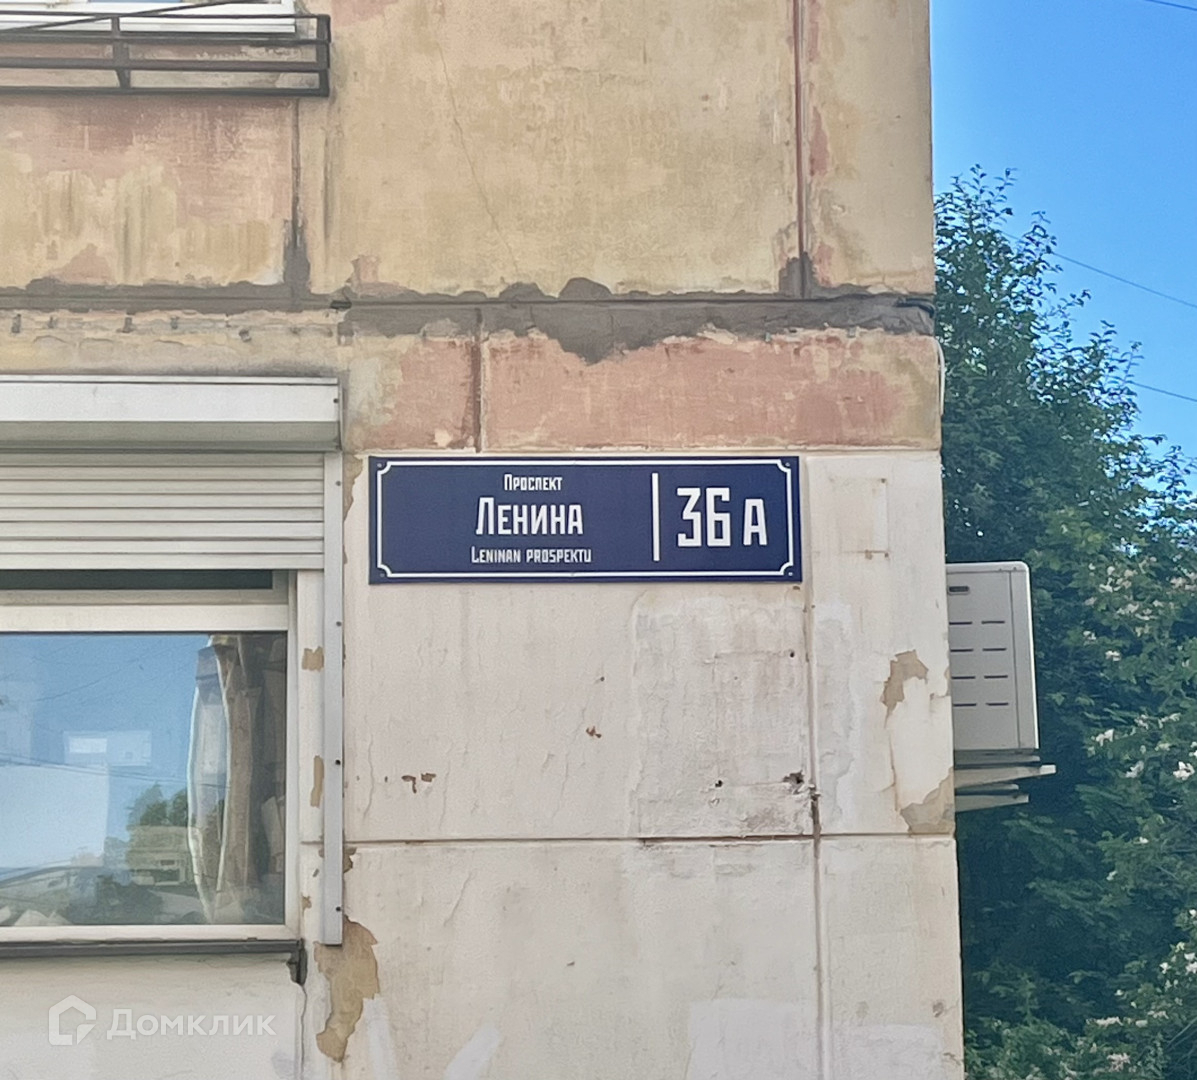 Проспект
Ленина
Leninan prospektu
36 А
Домклик